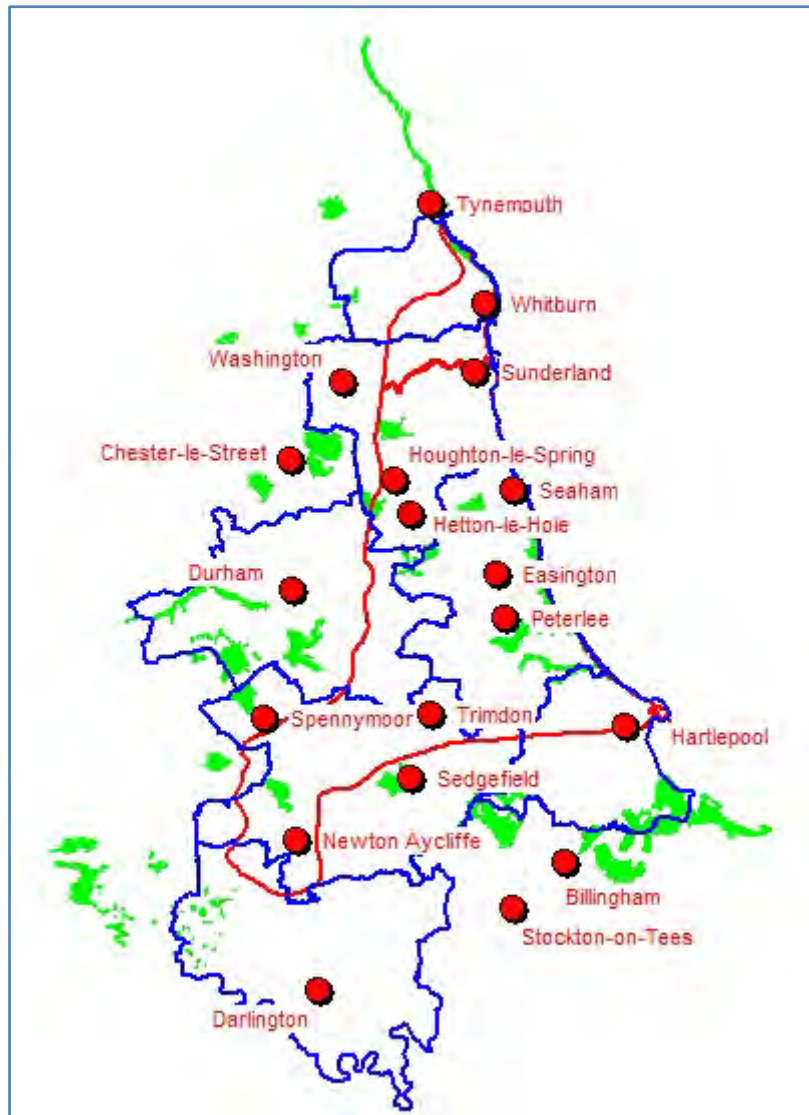 Tynemouth
Whitburn
Washington
Sunderland
Chester-le-Street
Houghton-le-Spring
Seaham
Hetton-le-Hole
Durham
Easington
Peterlee
Spennymoor
Trimdon
Hartlepool
Sedgefield
Newton Aycliffe
Billingham
Stockton-on-Tees
Darlington